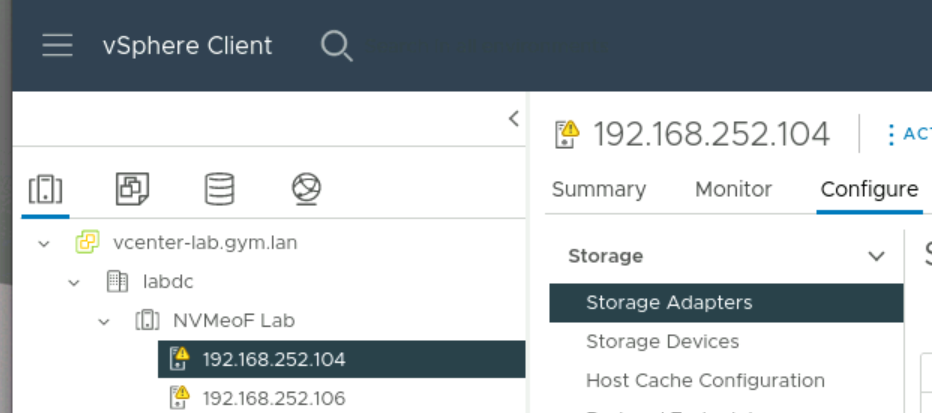 vSphere Client
192.168.252.104
Summary Monitor Configure
vcenter-lab.gym.lan
labdc
NVMeoF Lab
192.168.252.104
192.168.252.106
Storage
Storage Adapters
Storage Devices
Host Cache Configuration